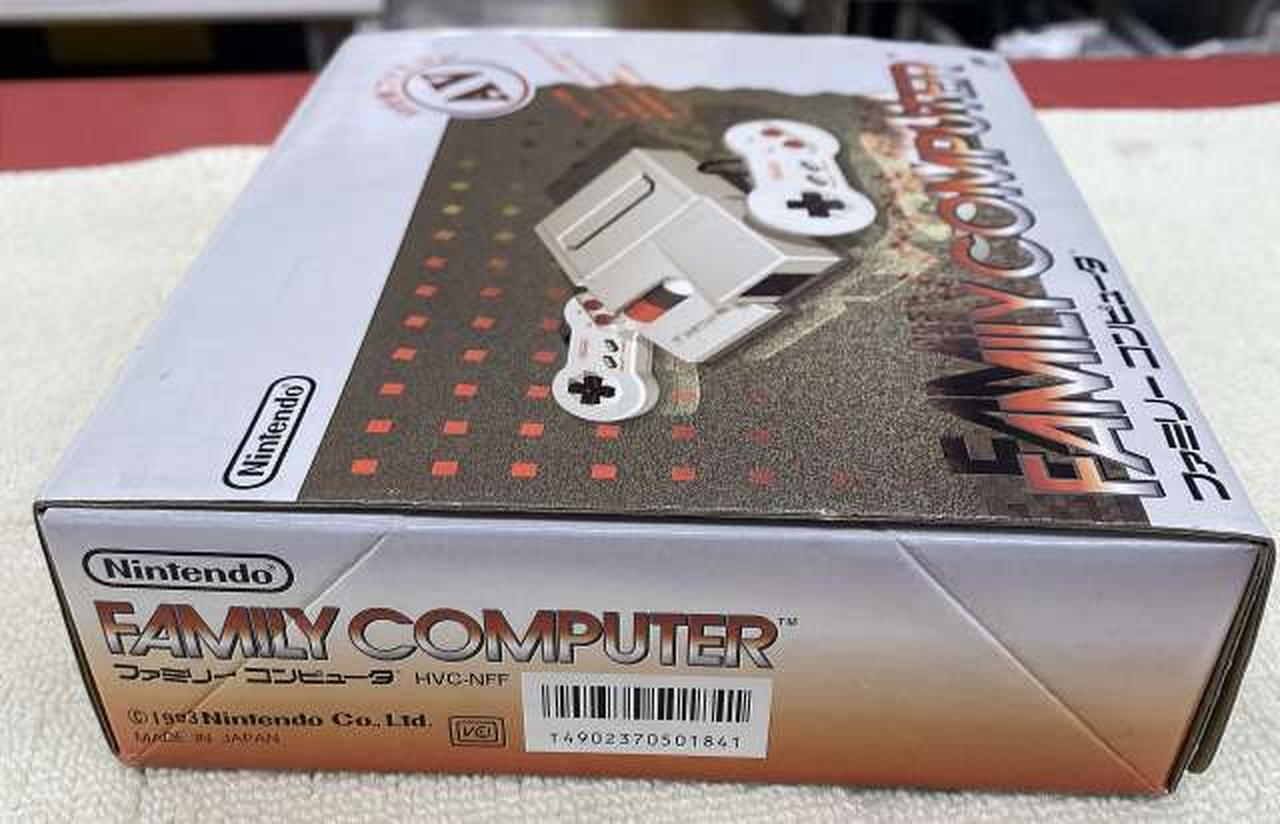 AV
Nintendo
FAMILY COMPUTER
ファミリーコンピュータ
Nintendo
FAMILY COMPUTER™
ファミリーコンピュータ HVC-NFF
© 1993 Nintendo Co., Ltd.
MADE IN JAPAN
VCI
T4902370501841